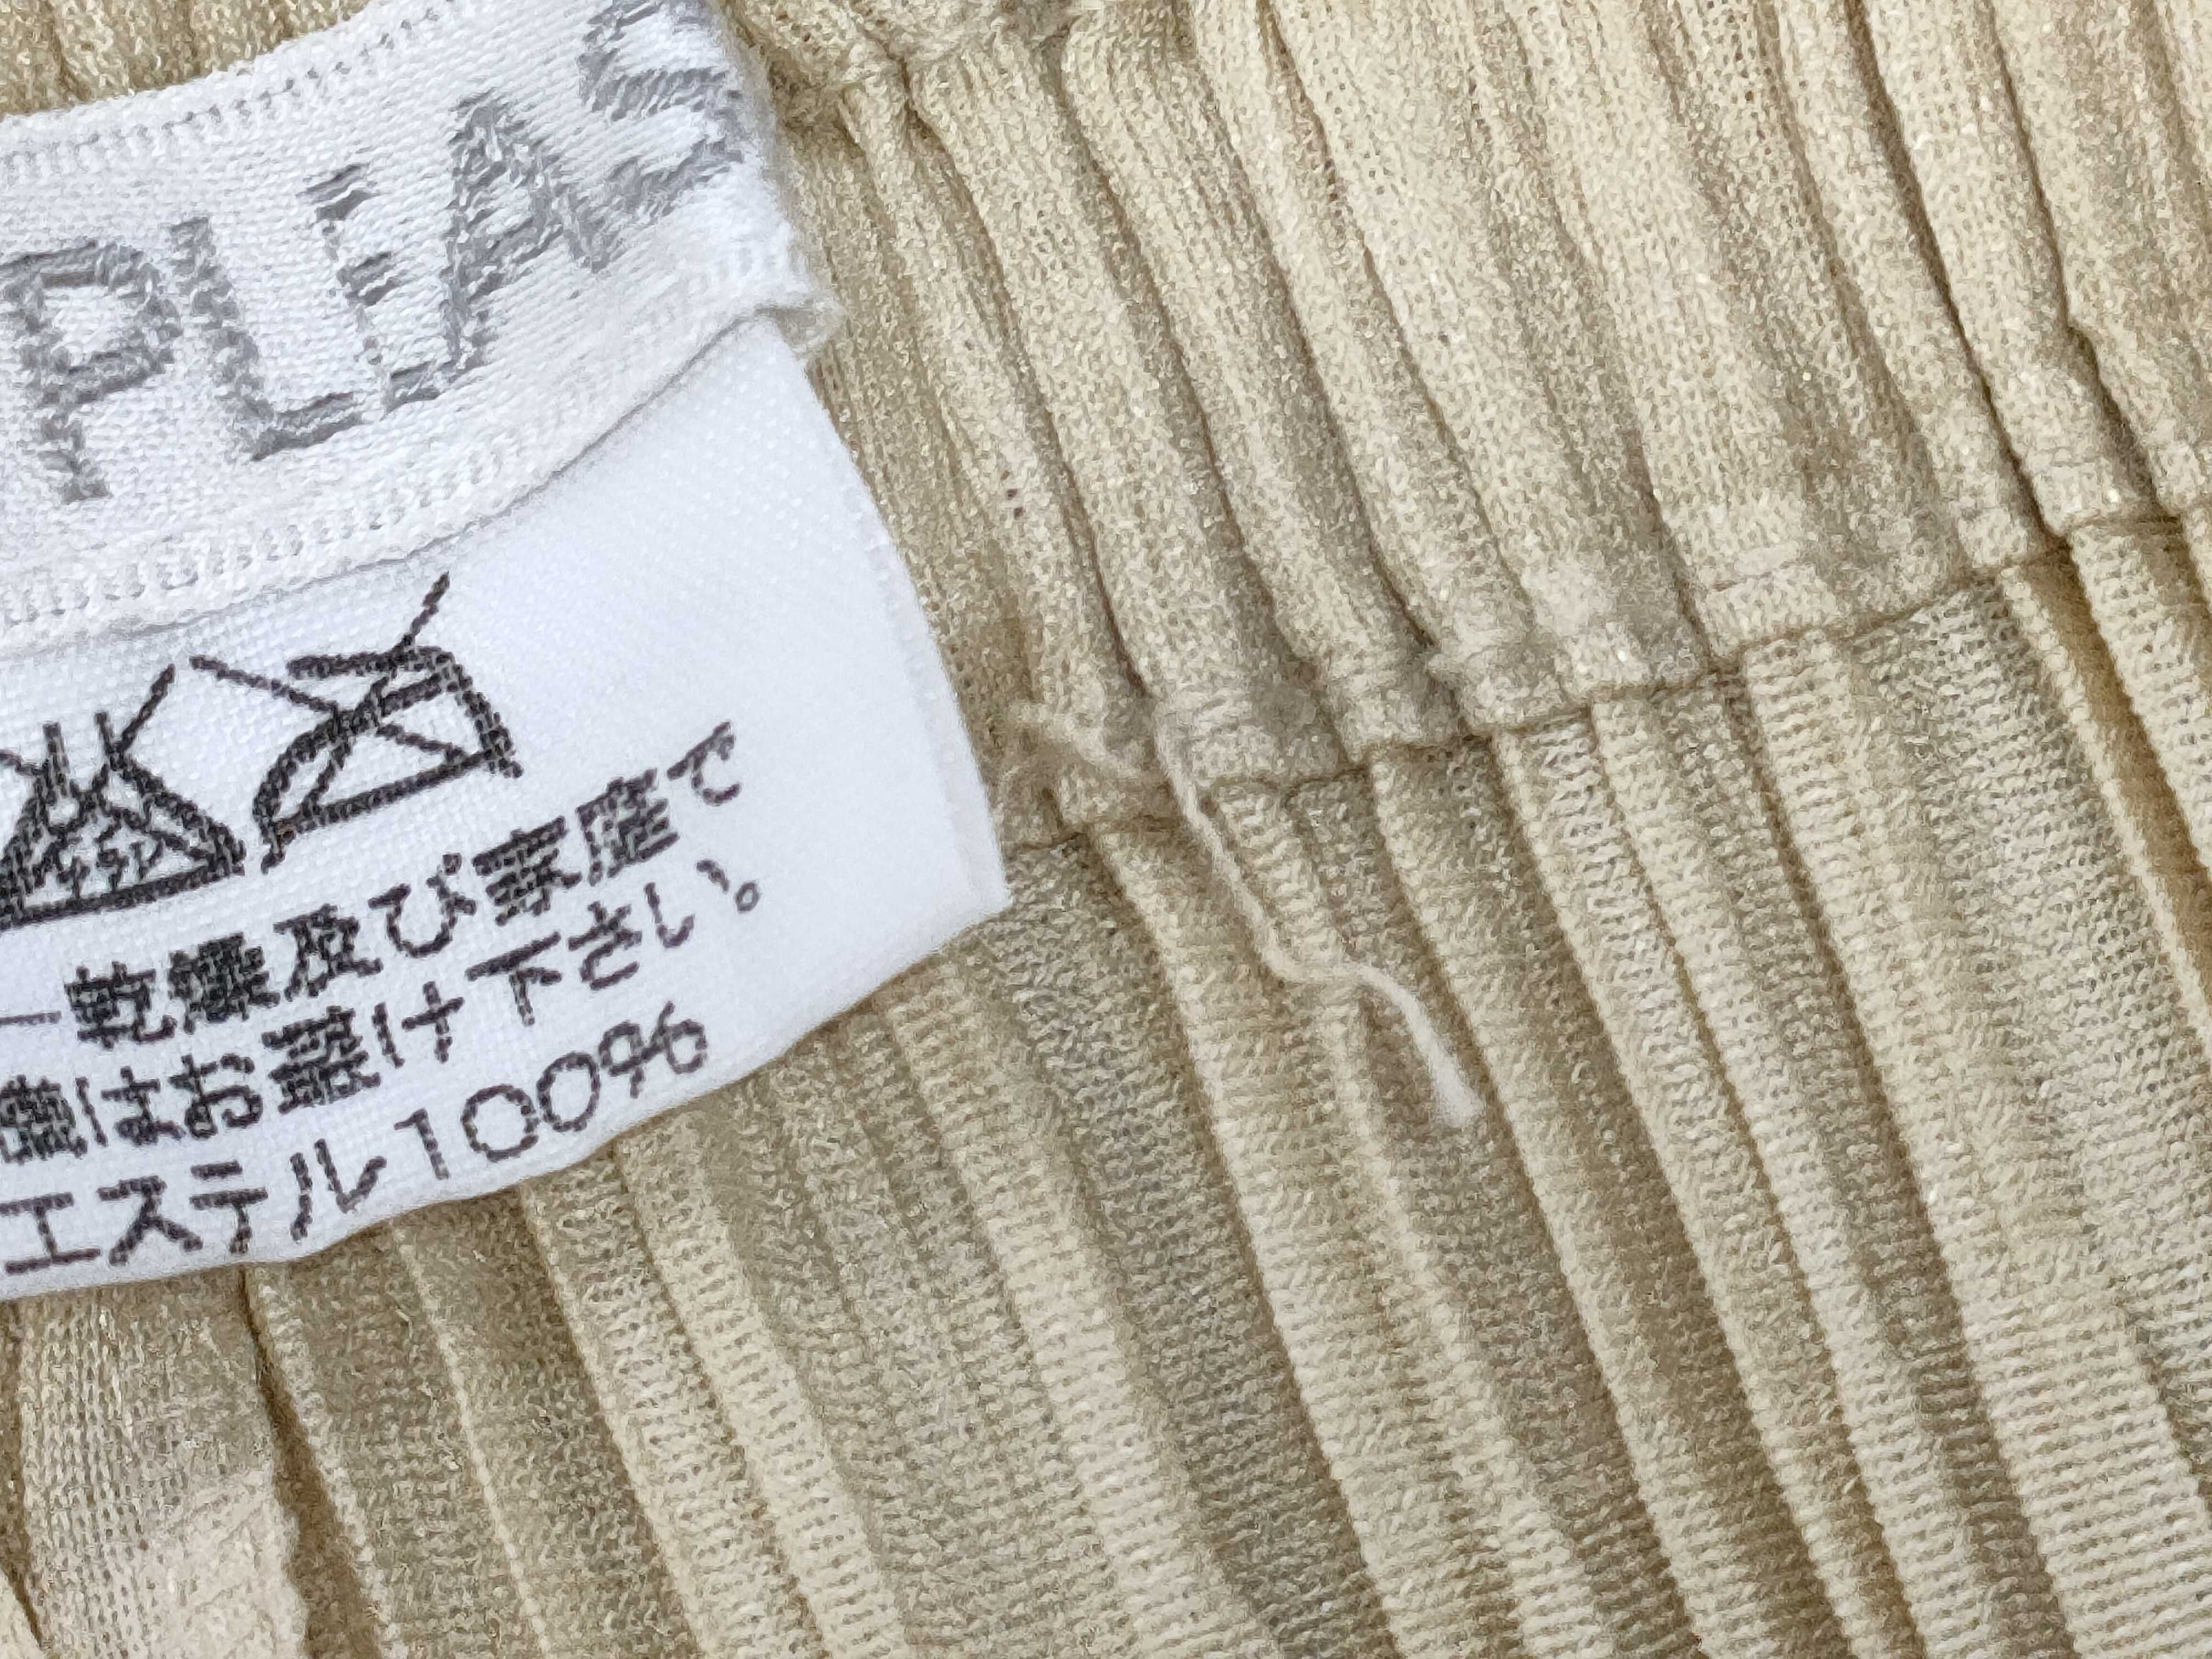 PLEAS
ー乾燥及び家庭で
機はお避け下さい。
エステル100%